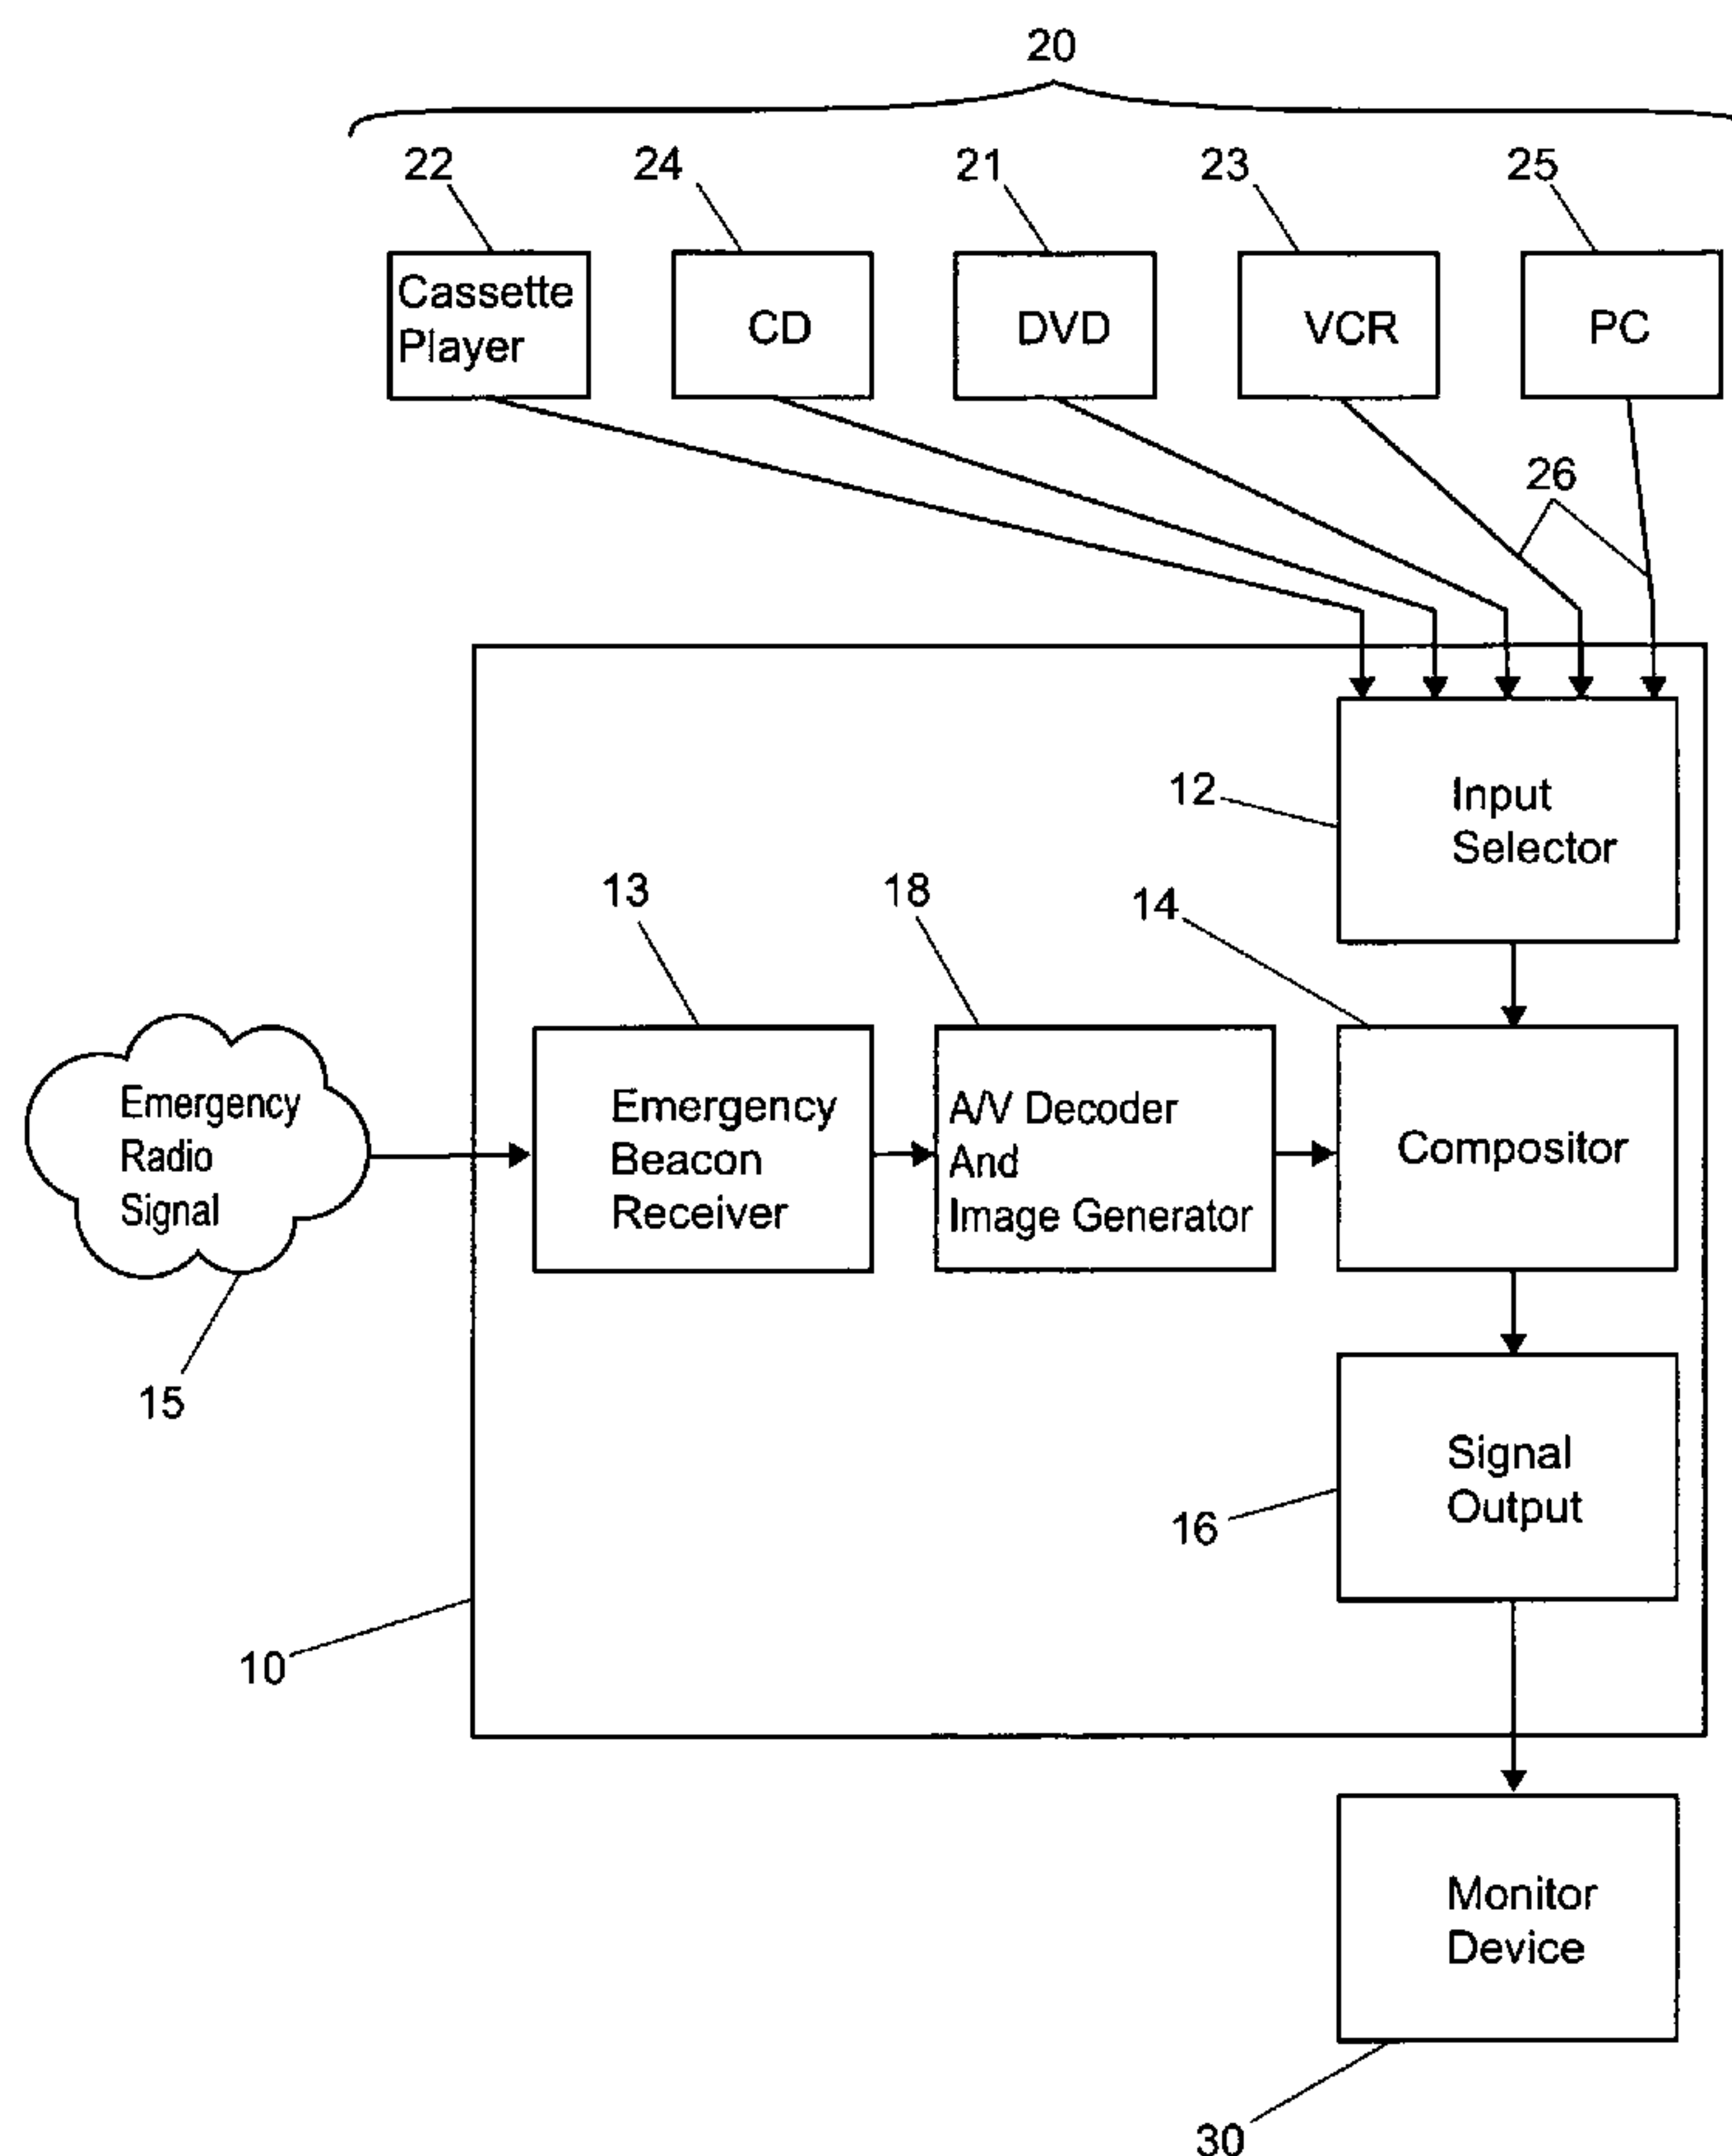 20
22
24
21
23
25
Cassette
Player
CD
DVD
VCR
PC
26
12
Input
Selector
13
18
14
Emergency
Radio
Signal
Emergency
Beacon
Receiver
A/V Decoder
And
Image Generator
Compositor
15
Signal
Output
16
10
Monitor
Device
30